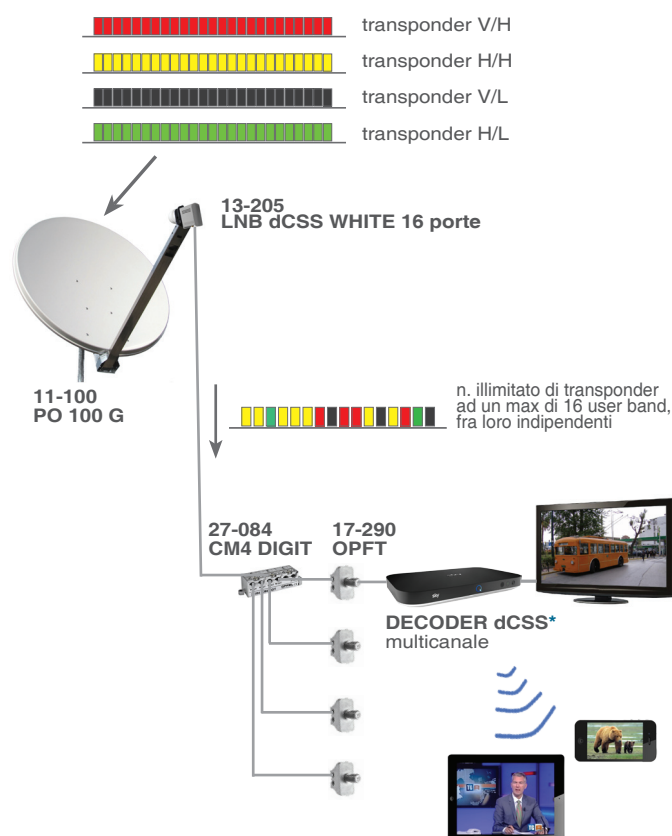 transponder V/H
transponder H/H
transponder V/L
transponder H/L
13-205
LNB dCSS WHITE 16 porte
11-100
PO 100 G
n. illimitato di transponder
ad un max di 16 user band,
fra loro indipendenti
27-084
CM4 DIGIT
17-290
OPFT
sky
DECODER dCSS*
multicanale